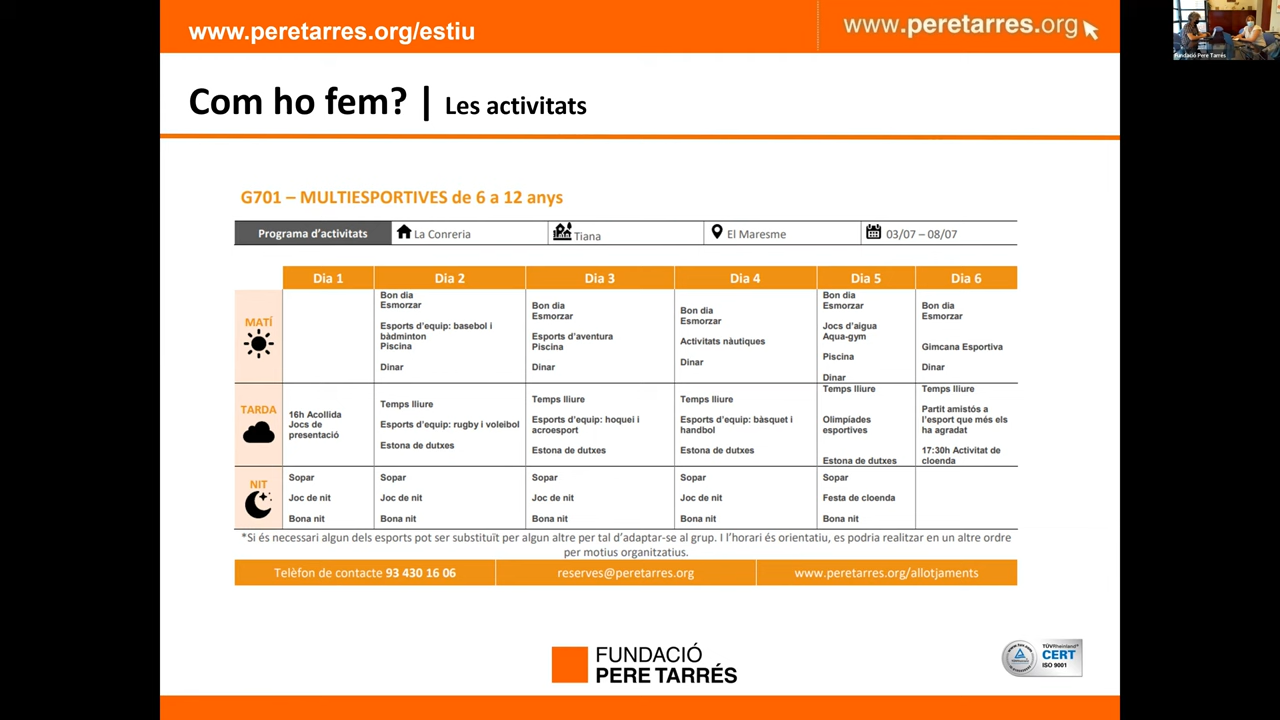 www.peretarres.org/estiu
www.peretarres.org
Fundació Pere Tarrés
Com ho fem? | Les activitats
G701 – MULTIESPORTIVES de 6 a 12 anys
Programa d'activitats La Conreria Tiana El Maresme 03/07 – 08/07
Dia 1 Dia 2 Dia 3 Dia 4 Dia 5 Dia 6
MATÍ
Bon dia
Esmorzar
Esports d'equip: basebol i
bàdminton
Piscina
Dinar
Bon dia
Esmorzar
Esports d'aventura
Piscina
Dinar
Bon dia
Esmorzar
Activitats nàutiques
Dinar
Bon dia
Esmorzar
Jocs d'aigua
Aqua-gym
Piscina
Dinar
Bon dia
Esmorzar
Gimcana Esportiva
Dinar
TARDA
16h Acollida
Jocs de
presentació
Temps lliure
Esports d'equip: rugby i voleibol
Estona de dutxes
Temps lliure
Esports d'equip: hoquei i
acroesport
Estona de dutxes
Temps lliure
Esports d'equip: bàsquet i
handbol
Estona de dutxes
Temps lliure
Olimpíades
esportives
Estona de dutxes
Temps lliure
Partit amistós a
l'esport que més els
ha agradat
17:30h Activitat de
cloenda
NIT
Sopar
Joc de nit
Bona nit
Sopar
Joc de nit
Bona nit
Sopar
Joc de nit
Bona nit
Sopar
Joc de nit
Bona nit
Sopar
Festa de cloenda
Bona nit
*Si és necessari algun dels esports pot ser substituït per algun altre per tal d'adaptar-se al grup. I l'horari és orientatiu, es podria realitzar en un altre ordre
per motius organitzatius.
Telèfon de contacte 93 430 16 06 reserves@peretarres.org www.peretarres.org/allotjaments
FUNDACIÓ
PERE TARRÉS
TÜVRheinland
CERT
ISO 9001